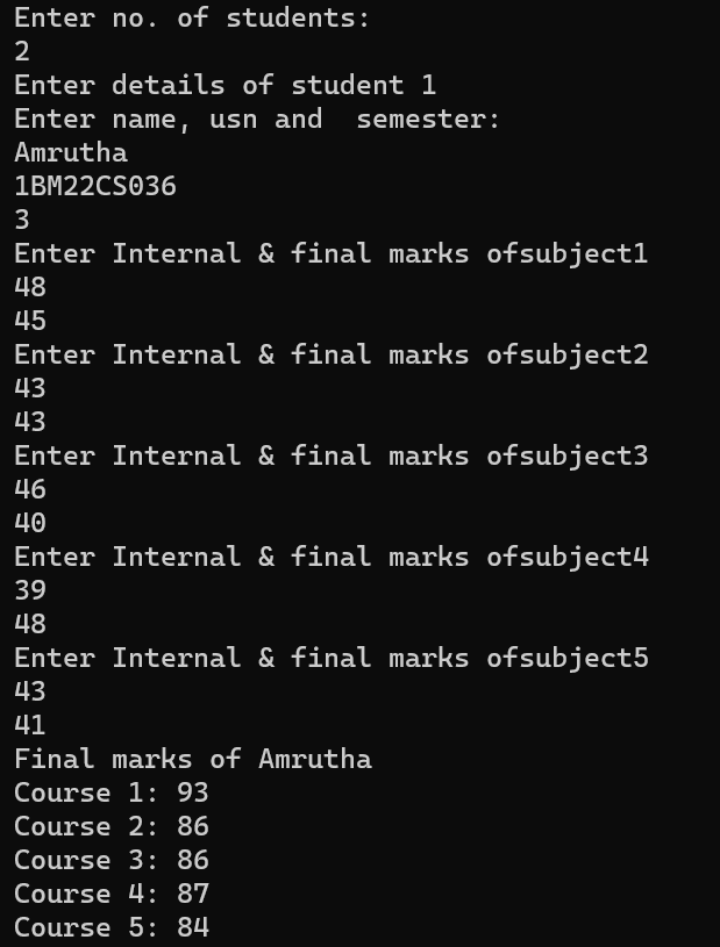 Enter no. of students:
2
Enter details of student 1
Enter name, usn and  semester:
Amrutha
1BM22CS036
3
Enter Internal & final marks ofsubject1
48
45
Enter Internal & final marks ofsubject2
43
43
Enter Internal & final marks ofsubject3
46
40
Enter Internal & final marks ofsubject4
39
48
Enter Internal & final marks ofsubject5
43
41
Final marks of Amrutha
Course 1: 93
Course 2: 86
Course 3: 86
Course 4: 87
Course 5: 84